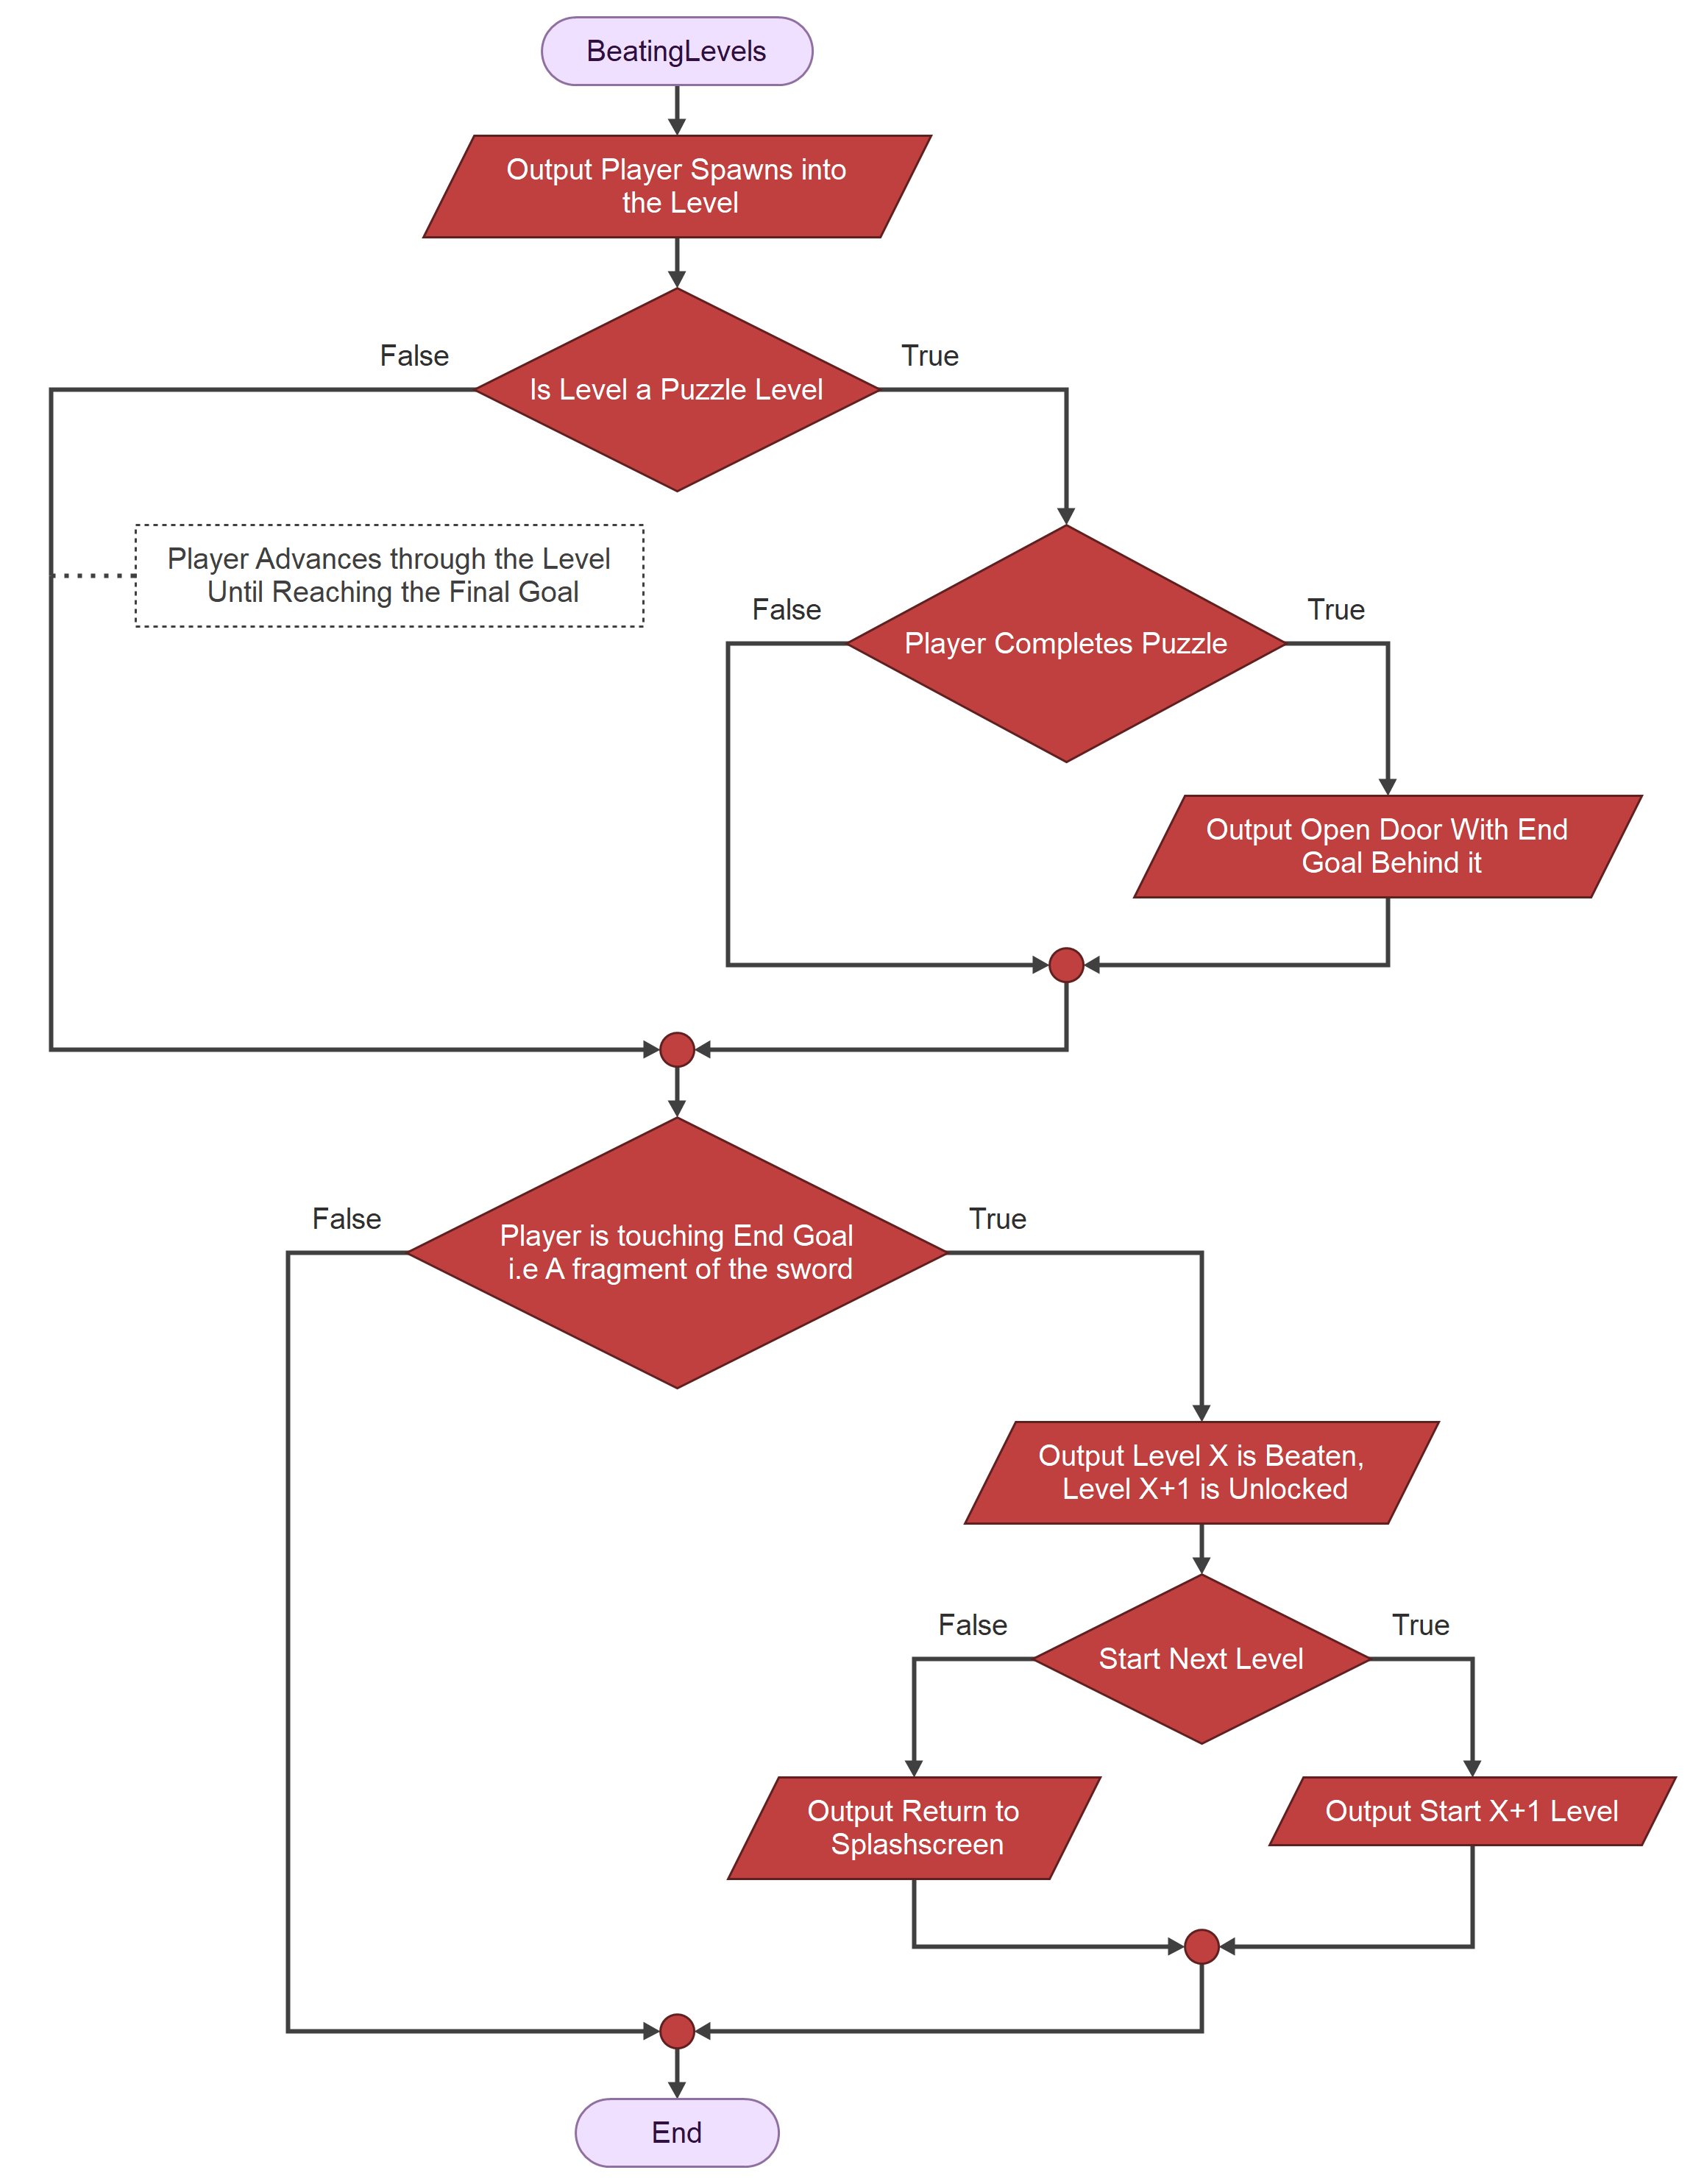 BeatingLevels
Output Player Spawns into
the Level
False
True
Is Level a Puzzle Level
Player Advances through the Level
Until Reaching the Final Goal
False
True
Player Completes Puzzle
Output Open Door With End
Goal Behind it
False
True
Player is touching End Goal
i.e A fragment of the sword
Output Level X is Beaten,
Level X+1 is Unlocked
False
True
Start Next Level
Output Return to
Splashscreen
Output Start X+1 Level
End